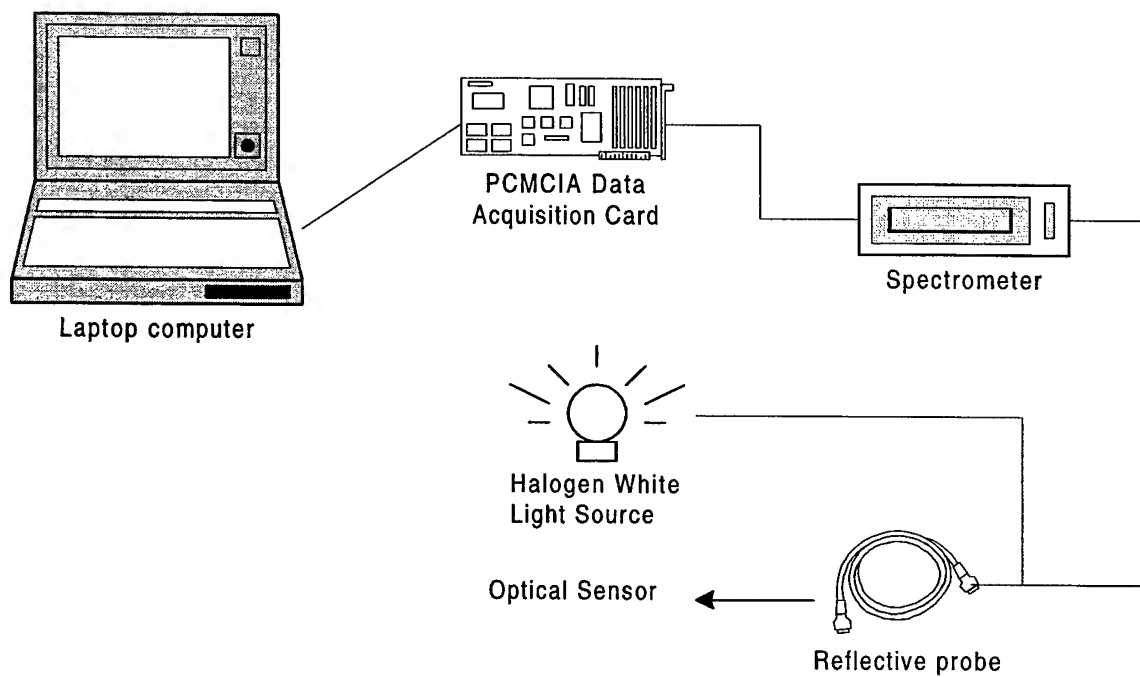 PCMCIA Data
Acquisition Card
Spectrometer
Laptop computer
Halogen White
Light Source
Optical Sensor
Reflective probe